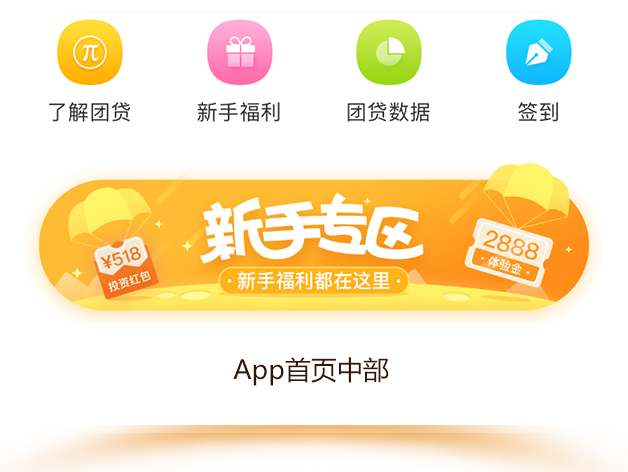 π
了解团贷
新手福利
团贷数据
签到
¥518
投资红包
新手专区
·新手福利都在这里·
2888
·体验金·
App首页中部